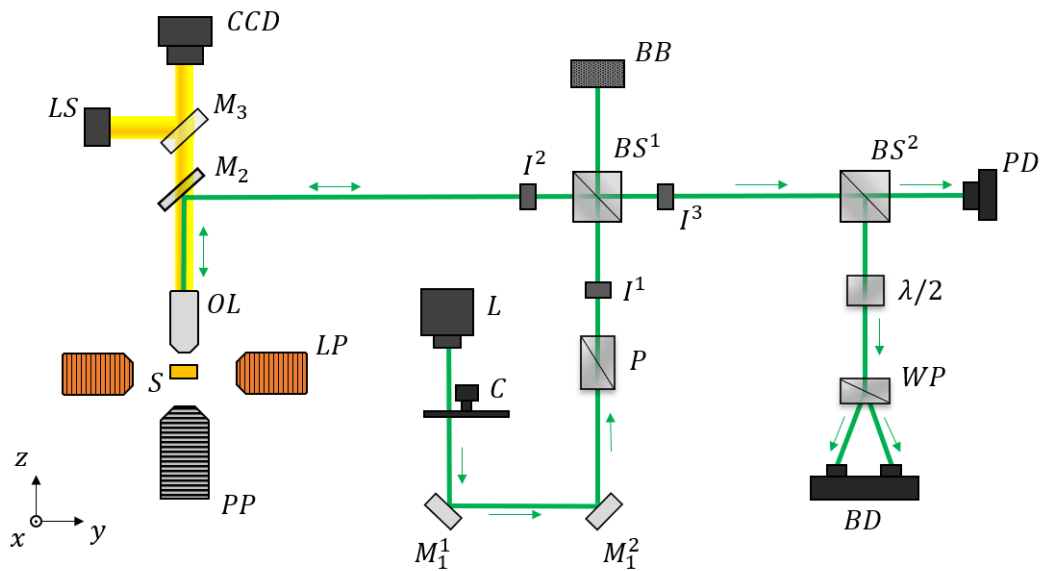 CCD
BB
LS
M₃
BS¹
BS²
PD
M₂
I²
I³
OL
L
I¹
λ/2
LP
P
S
C
WP
z
PP
BD
x
y
M₁¹
M₁²